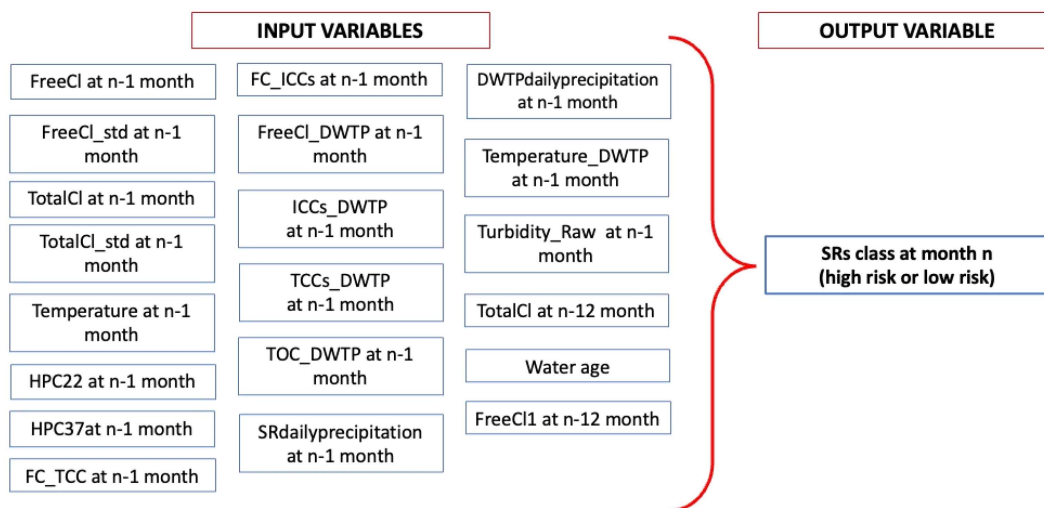 INPUT VARIABLES
OUTPUT VARIABLE
FreeCl at n-1 month
FreeCl_std at n-1
month
TotalCl at n-1 month
TotalCl_std at n-1
month
Temperature at n-1
month
HPC22 at n-1 month
HPC37at n-1 month
FC_TCC at n-1 month
FC_ICCs at n-1 month
FreeCl_DWTP at n-1
month
ICCs_DWTP
at n-1 month
TCCs_DWTP
at n-1 month
TOC_DWTP at n-1
month
SRdailyprecipitation
at n-1 month
DWTPdailyprecipitation
at n-1 month
Temperature_DWTP
at n-1 month
Turbidity_Raw at n-1
month
TotalCl at n-12 month
Water age
FreeCl1 at n-12 month
SRs class at month n
(high risk or low risk)